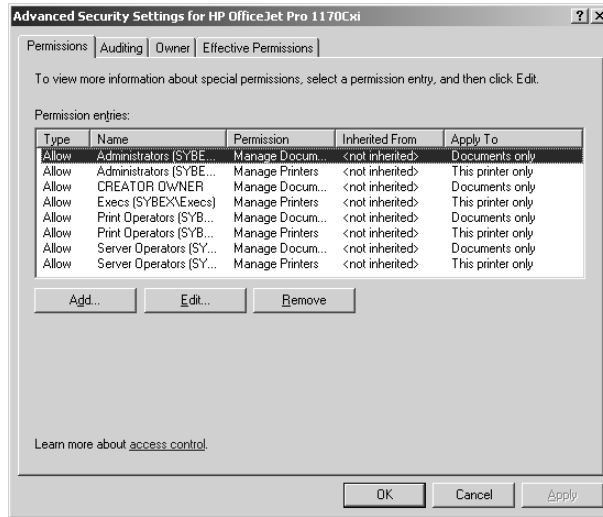 Advanced Security Settings for HP OfficeJet Pro 1170Cxi
Permissions Auditing Owner Effective Permissions
To view more information about special permissions, select a permission entry, and then click Edit.
Permission entries:
Type Name Permission Inherited From Apply To
Allow Administrators (SYBE... Manage Docum... <not inherited> Documents only
Allow Administrators (SYBE... Manage Printers <not inherited> This printer only
Allow CREATOR OWNER Manage Docum... <not inherited> Documents only
Allow Execs (SYBEX\Execs) Manage Printers <not inherited> This printer only
Allow Print Operators (SYB... Manage Docum... <not inherited> Documents only
Allow Print Operators (SYB... Manage Printers <not inherited> This printer only
Allow Server Operators (SY... Manage Docum... <not inherited> Documents only
Allow Server Operators (SY... Manage Printers <not inherited> This printer only
Add... Edit... Remove
Learn more about access control.
OK Cancel Apply